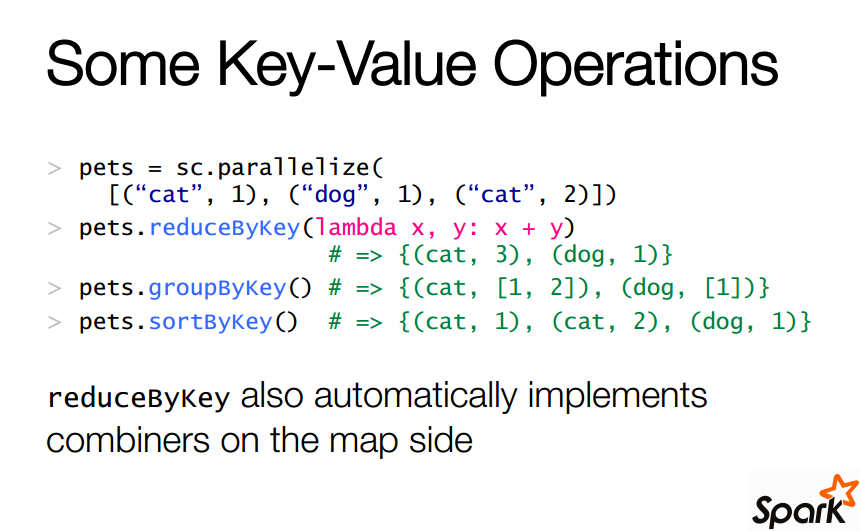 Some Key-Value Operations
> pets = sc.parallelize(
[(“cat”, 1), (“dog”, 1), (“cat”, 2)])
> pets.reduceByKey(lambda x, y: x + y)
# => {(cat, 3), (dog, 1)}
> pets.groupByKey() # => {(cat, [1, 2]), (dog, [1])}
> pets.sortByKey() # => {(cat, 1), (cat, 2), (dog, 1)}
reduceByKey also automatically implements
combiners on the map side
Spark